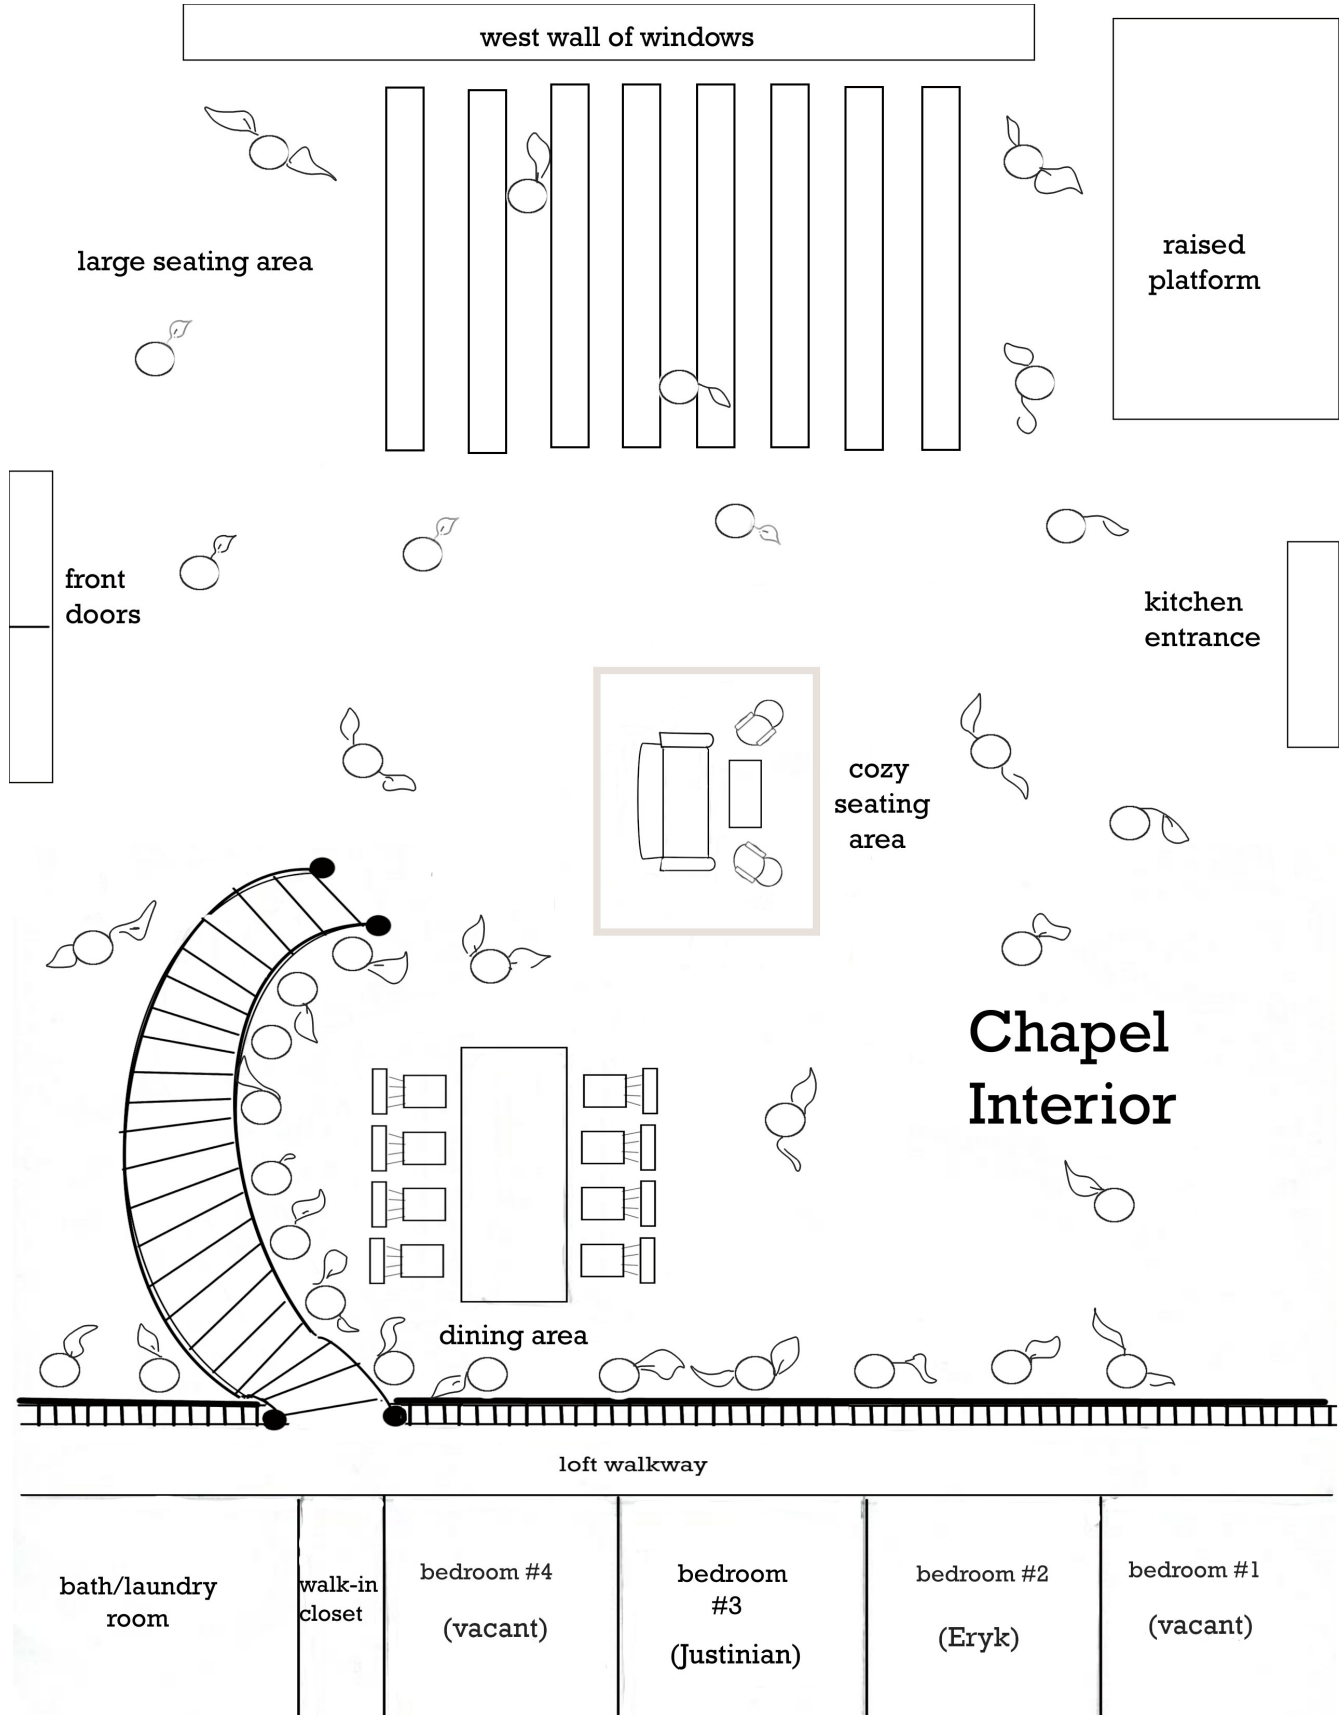 west wall of windows
large seating area
raised
platform
front
doors
kitchen
entrance
cozy
seating
area
Chapel
Interior
dining area
loft walkway
bath/laundry
room
walk-in
closet
bedroom #4
(vacant)
bedroom
#3
(Justinian)
bedroom #2
(Eryk)
bedroom #1
(vacant)